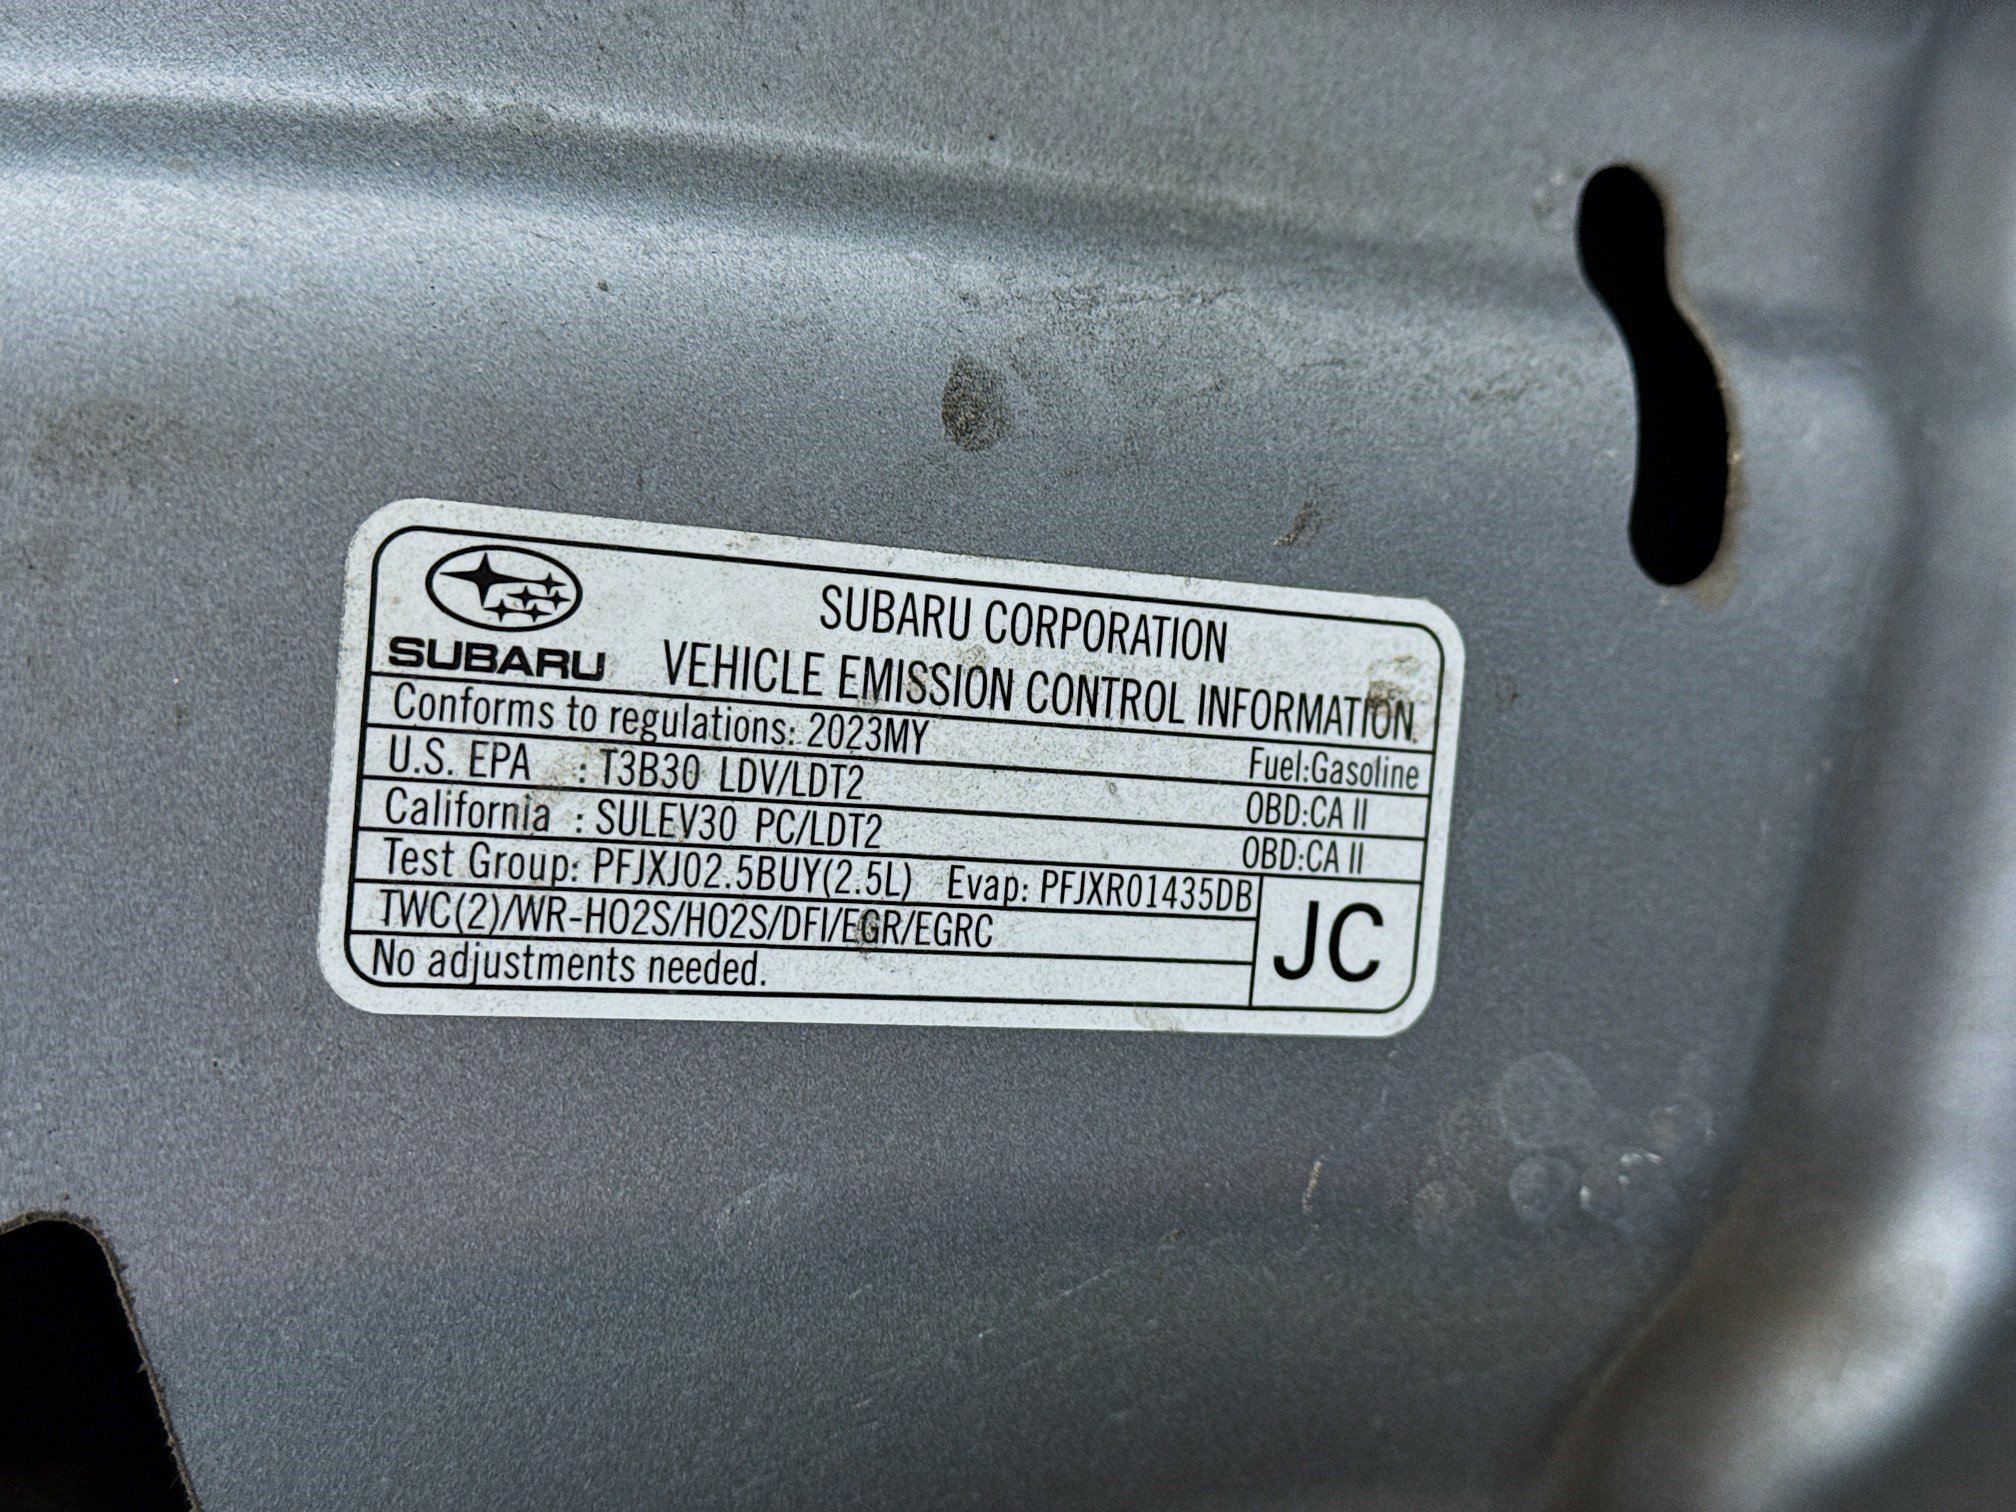 SUBARU
SUBARU CORPORATION
VEHICLE EMISSION CONTROL INFORMATION
Conforms to regulations: 2023MY Fuel:Gasoline
U.S. EPA : T3B30 LDV/LDT2 OBD:CA II
California : SULEV30 PC/LDT2 OBD:CA II
Test Group: PFJXJ02.5BUY(2.5L) Evap: PFJXR01435DB
TWC(2)/WR-HO2S/HO2S/DFI/EGR/EGRC
No adjustments needed.
JC